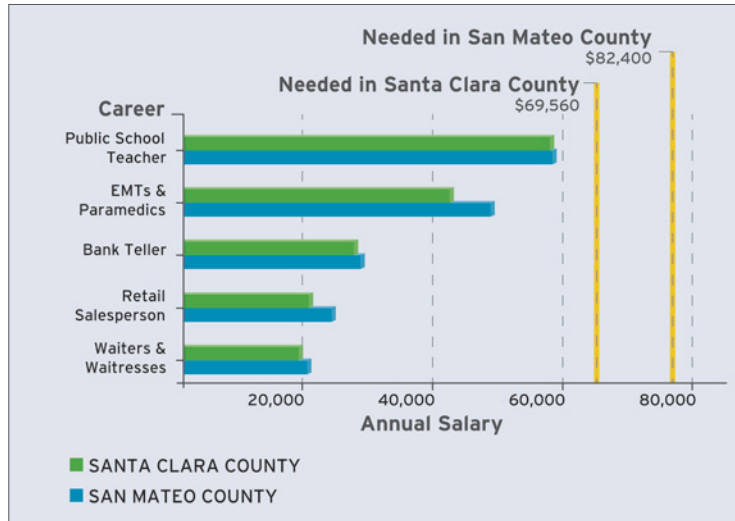 Needed in San Mateo County
$82,400
Needed in Santa Clara County
$69,560
Career
Public School
Teacher
EMTs &
Paramedics
Bank Teller
Retail
Salesperson
Waiters &
Waitresses
20,000 40,000 60,000 80,000
Annual Salary
SANTA CLARA COUNTY
SAN MATEO COUNTY